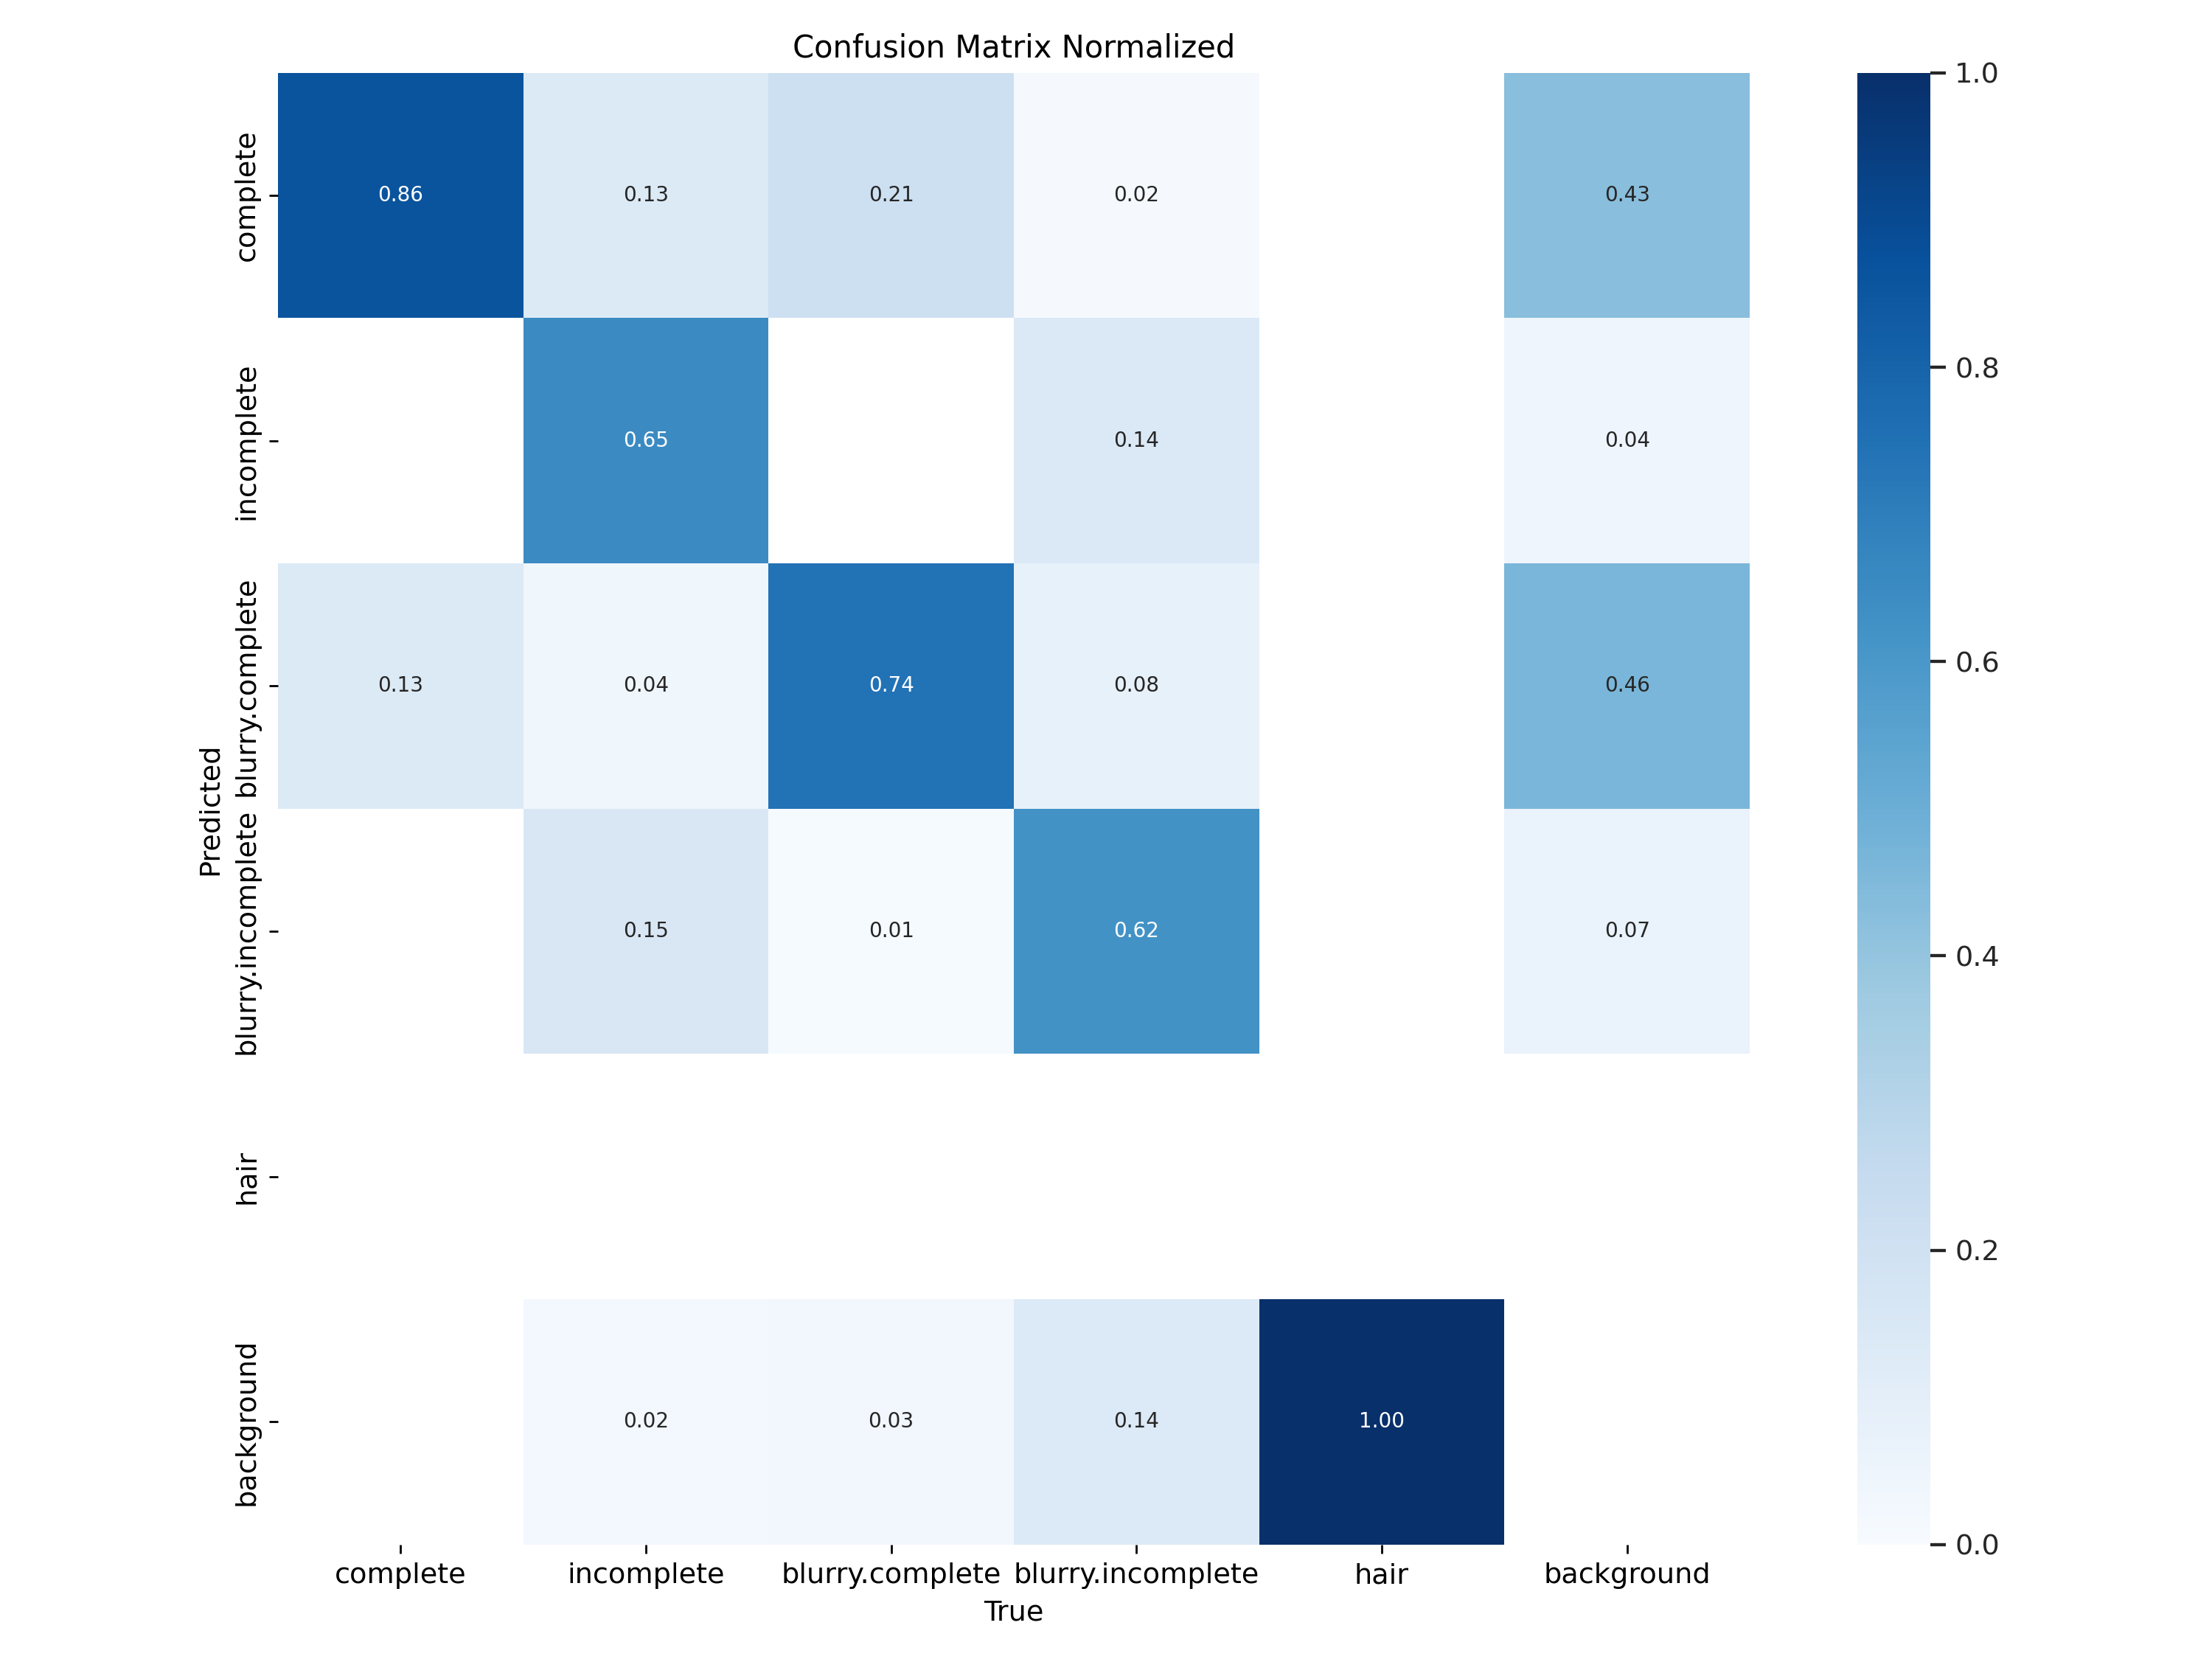 Confusion Matrix Normalized
complete
0.86
0.13
0.21
0.02
0.43
incomplete
0.65
0.14
0.04
blurry.complete
0.13
0.04
0.74
0.08
0.46
blurry.incomplete
0.15
0.01
0.62
0.07
hair
background
0.02
0.03
0.14
1.00
Predicted
complete
incomplete
blurry.complete
blurry.incomplete
hair
background
True
1.0
0.8
0.6
0.4
0.2
0.0